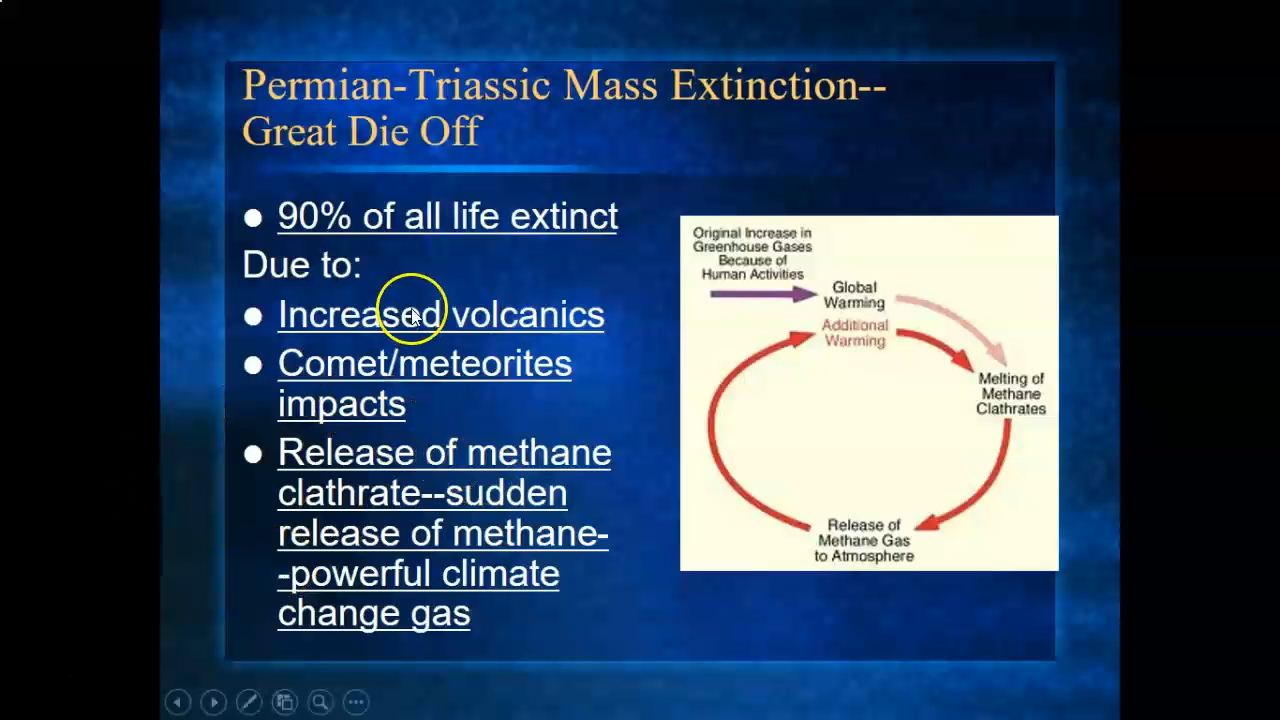 Permian-Triassic Mass Extinction--
Great Die Off
● 90% of all life extinct
Due to:
● Increased volcanics
● Comet/meteorites
impacts
● Release of methane
clathrate--sudden
release of methane-
-powerful climate
change gas
Original Increase in
Greenhouse Gases
Because of
Human Activities
Global
Warming
Additional
Warming
Melting of
Methane
Clathrates
Release of
Methane Gas
to Atmosphere